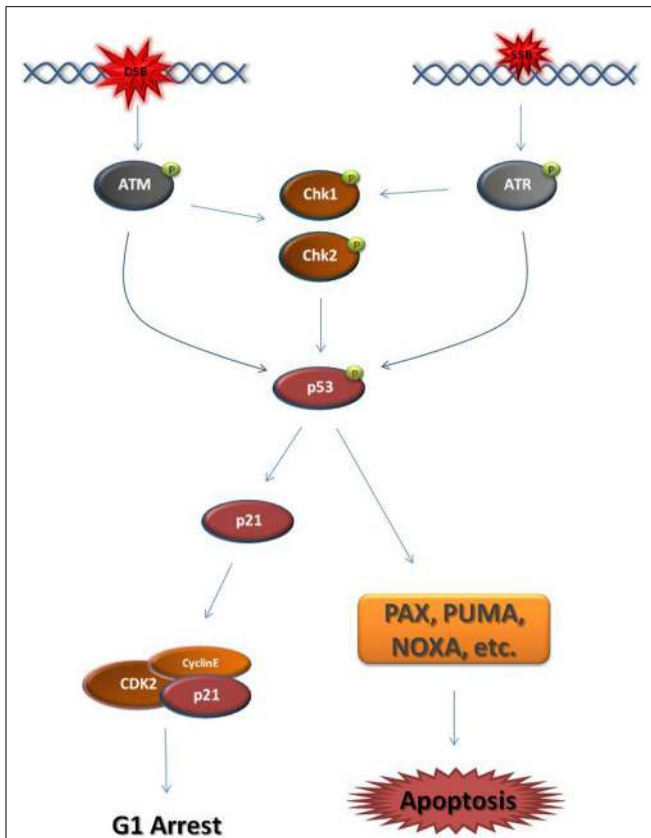 DSB
SSB
P
P
P
ATM
Chk1
ATR
P
Chk2
P
p53
p21
PAX, PUMA,
NOXA, etc.
CyclinE
CDK2
p21
Apoptosis
G1 Arrest